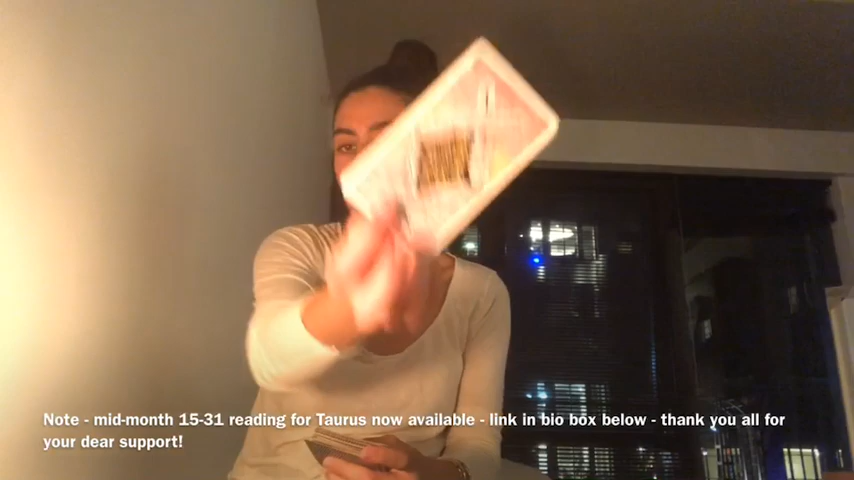 Note - mid-month 15-31 reading for Taurus now available - link in bio box below - thank you all for
your dear support!